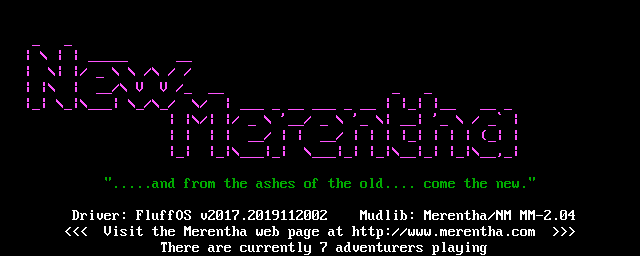 New
Merentha
".....and from the ashes of the old.... come the new."
Driver: FluffOS v2017.2019112002    Mudlib: Merentha/NM MM-2.04
<<<  Visit the Merentha web page at http://www.merentha.com  >>>
There are currently 7 adventurers playing